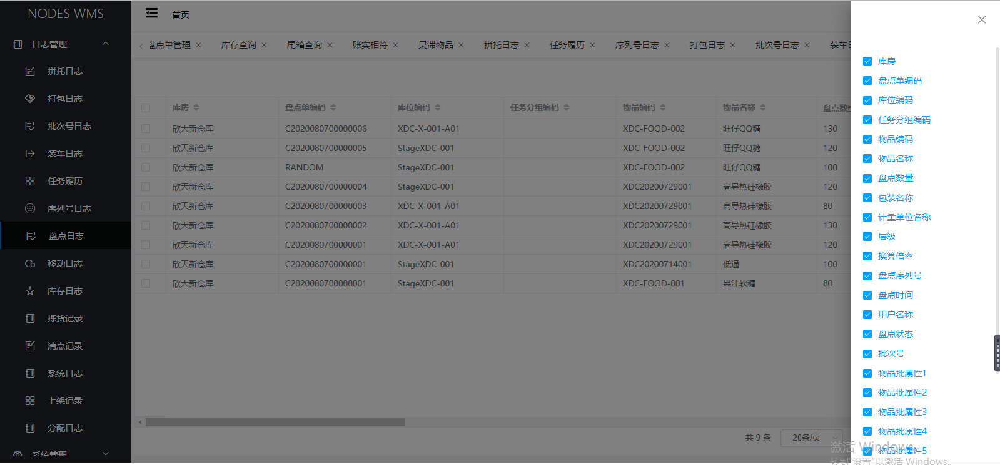 NODES WMS
首页
日志管理
拼托日志
打包日志
批次号日志
装车日志
任务履历
序列号日志
盘点日志
移动日志
库存日志
拣货记录
清点记录
系统日志
上架记录
分配日志
系统管理
盘点单管理 库存查询 尾箱查询 账实相符 呆滞物品 拼托日志 任务履历 序列号日志 打包日志 批次号日志 装车
库房 盘点单编码 库位编码 任务分组编码 物品编码 物品名称 盘点数量
欣天新仓库 C2020080700000006 XDC-X-001-A01 XDC-FOOD-002 旺仔QQ糖 130
欣天新仓库 C2020080700000005 StageXDC-001 XDC-FOOD-002 旺仔QQ糖 120
欣天新仓库 RANDOM StageXDC-001 XDC-FOOD-002 旺仔QQ糖 100
欣天新仓库 C2020080700000004 StageXDC-001 XDC20200729001 高导热硅橡胶 120
欣天新仓库 C2020080700000003 XDC-X-001-A01 XDC20200729001 高导热硅橡胶 80
欣天新仓库 C2020080700000002 XDC-X-001-A01 XDC20200729001 高导热硅橡胶 130
欣天新仓库 C2020080700000001 XDC-X-001-A01 XDC20200729001 高导热硅橡胶 120
欣天新仓库 C2020080700000001 StageXDC-001 XDC20200714001 低通 100
欣天新仓库 C2020080700000001 StageXDC-001 XDC-FOOD-001 果汁软糖 80
共 9 条 20条/页
库房
盘点单编码
库位编码
任务分组编码
物品编码
物品名称
盘点数量
包装名称
计量单位名称
层级
换算倍率
盘点序列号
盘点时间
用户名称
盘点状态
批次号
物品批属性1
物品批属性2
物品批属性3
物品批属性4
物品批属性5
激活 Windows
转到"设置"以激活 Windows。